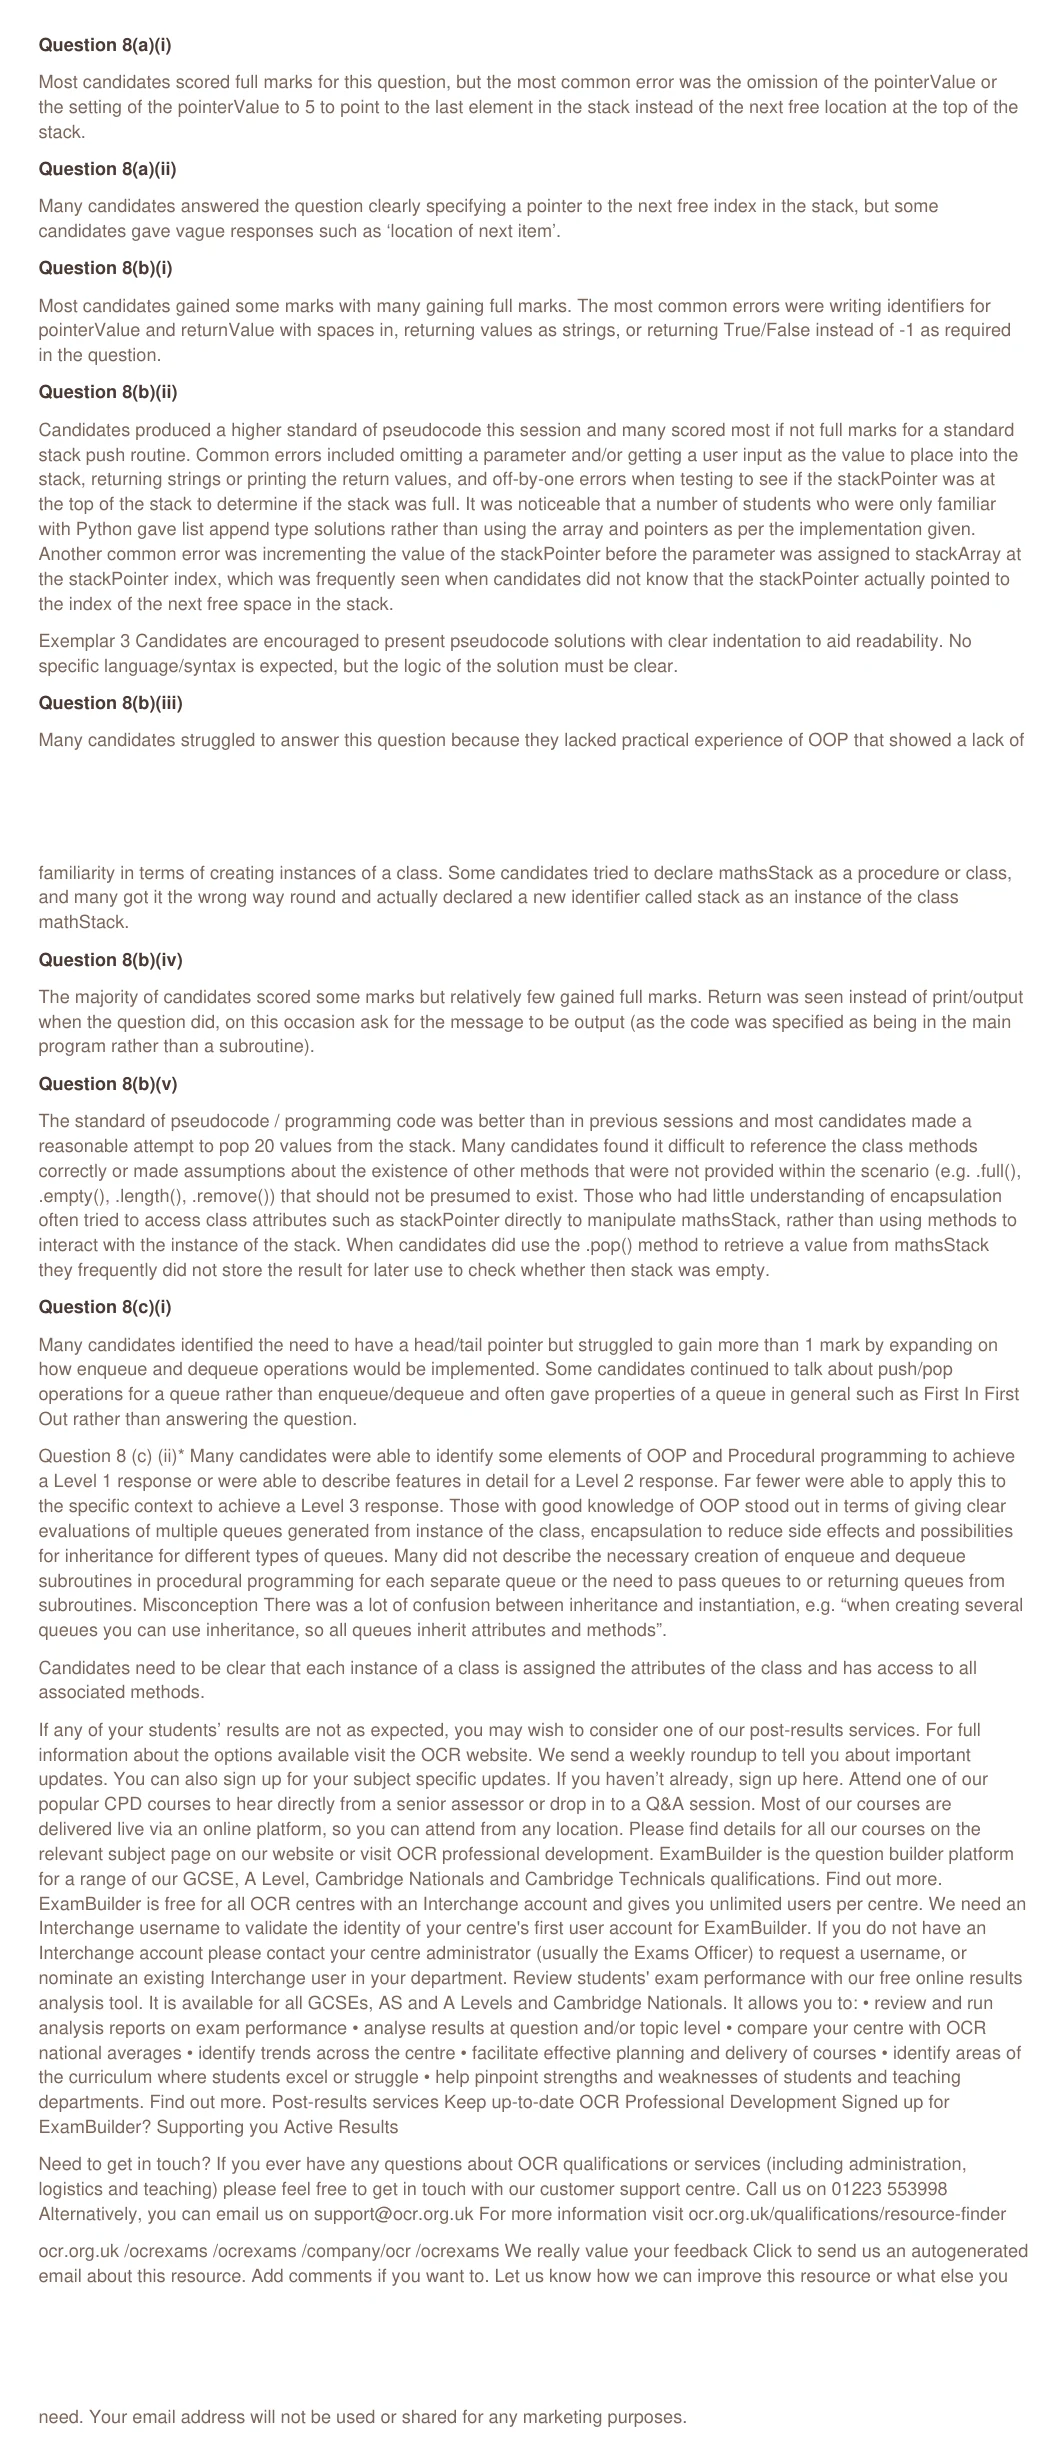 Question 8(a)(i)
Most candidates scored full marks for this question, but the most common error was the omission of the pointerValue or
the setting of the pointerValue to 5 to point to the last element in the stack instead of the next free location at the top of the
stack.
Question 8(a)(ii)
Many candidates answered the question clearly specifying a pointer to the next free index in the stack, but some
candidates gave vague responses such as ‘location of next item’.
Question 8(b)(i)
Most candidates gained some marks with many gaining full marks. The most common errors were writing identifiers for
pointerValue and returnValue with spaces in, returning values as strings, or returning True/False instead of -1 as required
in the question.
Question 8(b)(ii)
Candidates produced a higher standard of pseudocode this session and many scored most if not full marks for a standard
stack push routine. Common errors included omitting a parameter and/or getting a user input as the value to place into the
stack, returning strings or printing the return values, and off-by-one errors when testing to see if the stackPointer was at
the top of the stack to determine if the stack was full. It was noticeable that a number of students who were only familiar
with Python gave list append type solutions rather than using the array and pointers as per the implementation given.
Another common error was incrementing the value of the stackPointer before the parameter was assigned to stackArray at
the stackPointer index, which was frequently seen when candidates did not know that the stackPointer actually pointed to
the index of the next free space in the stack.
Exemplar 3 Candidates are encouraged to present pseudocode solutions with clear indentation to aid readability. No
specific language/syntax is expected, but the logic of the solution must be clear.
Question 8(b)(iii)
Many candidates struggled to answer this question because they lacked practical experience of OOP that showed a lack of
familiarity in terms of creating instances of a class. Some candidates tried to declare mathsStack as a procedure or class,
and many got it the wrong way round and actually declared a new identifier called stack as an instance of the class
mathStack.
Question 8(b)(iv)
The majority of candidates scored some marks but relatively few gained full marks. Return was seen instead of print/output
when the question did, on this occasion ask for the message to be output (as the code was specified as being in the main
program rather than a subroutine).
Question 8(b)(v)
The standard of pseudocode / programming code was better than in previous sessions and most candidates made a
reasonable attempt to pop 20 values from the stack. Many candidates found it difficult to reference the class methods
correctly or made assumptions about the existence of other methods that were not provided within the scenario (e.g. .full(),
.empty(), .length(), .remove()) that should not be presumed to exist. Those who had little understanding of encapsulation
often tried to access class attributes such as stackPointer directly to manipulate mathsStack, rather than using methods to
interact with the instance of the stack. When candidates did use the .pop() method to retrieve a value from mathsStack
they frequently did not store the result for later use to check whether then stack was empty.
Question 8(c)(i)
Many candidates identified the need to have a head/tail pointer but struggled to gain more than 1 mark by expanding on
how enqueue and dequeue operations would be implemented. Some candidates continued to talk about push/pop
operations for a queue rather than enqueue/dequeue and often gave properties of a queue in general such as First In First
Out rather than answering the question.
Question 8 (c) (ii)* Many candidates were able to identify some elements of OOP and Procedural programming to achieve
a Level 1 response or were able to describe features in detail for a Level 2 response. Far fewer were able to apply this to
the specific context to achieve a Level 3 response. Those with good knowledge of OOP stood out in terms of giving clear
evaluations of multiple queues generated from instance of the class, encapsulation to reduce side effects and possibilities
for inheritance for different types of queues. Many did not describe the necessary creation of enqueue and dequeue
subroutines in procedural programming for each separate queue or the need to pass queues to or returning queues from
subroutines. Misconception There was a lot of confusion between inheritance and instantiation, e.g. “when creating several
queues you can use inheritance, so all queues inherit attributes and methods”.
Candidates need to be clear that each instance of a class is assigned the attributes of the class and has access to all
associated methods.
If any of your students’ results are not as expected, you may wish to consider one of our post-results services. For full
information about the options available visit the OCR website. We send a weekly roundup to tell you about important
updates. You can also sign up for your subject specific updates. If you haven’t already, sign up here. Attend one of our
popular CPD courses to hear directly from a senior assessor or drop in to a Q&A session. Most of our courses are
delivered live via an online platform, so you can attend from any location. Please find details for all our courses on the
relevant subject page on our website or visit OCR professional development. ExamBuilder is the question builder platform
for a range of our GCSE, A Level, Cambridge Nationals and Cambridge Technicals qualifications. Find out more.
ExamBuilder is free for all OCR centres with an Interchange account and gives you unlimited users per centre. We need an
Interchange username to validate the identity of your centre's first user account for ExamBuilder. If you do not have an
Interchange account please contact your centre administrator (usually the Exams Officer) to request a username, or
nominate an existing Interchange user in your department. Review students' exam performance with our free online results
analysis tool. It is available for all GCSEs, AS and A Levels and Cambridge Nationals. It allows you to: • review and run
analysis reports on exam performance • analyse results at question and/or topic level • compare your centre with OCR
national averages • identify trends across the centre • facilitate effective planning and delivery of courses • identify areas of
the curriculum where students excel or struggle • help pinpoint strengths and weaknesses of students and teaching
departments. Find out more. Post-results services Keep up-to-date OCR Professional Development Signed up for
ExamBuilder? Supporting you Active Results
Need to get in touch? If you ever have any questions about OCR qualifications or services (including administration,
logistics and teaching) please feel free to get in touch with our customer support centre. Call us on 01223 553998
Alternatively, you can email us on support@ocr.org.uk For more information visit ocr.org.uk/qualifications/resource-finder
ocr.org.uk /ocrexams /ocrexams /company/ocr /ocrexams We really value your feedback Click to send us an autogenerated
email about this resource. Add comments if you want to. Let us know how we can improve this resource or what else you
need. Your email address will not be used or shared for any marketing purposes.